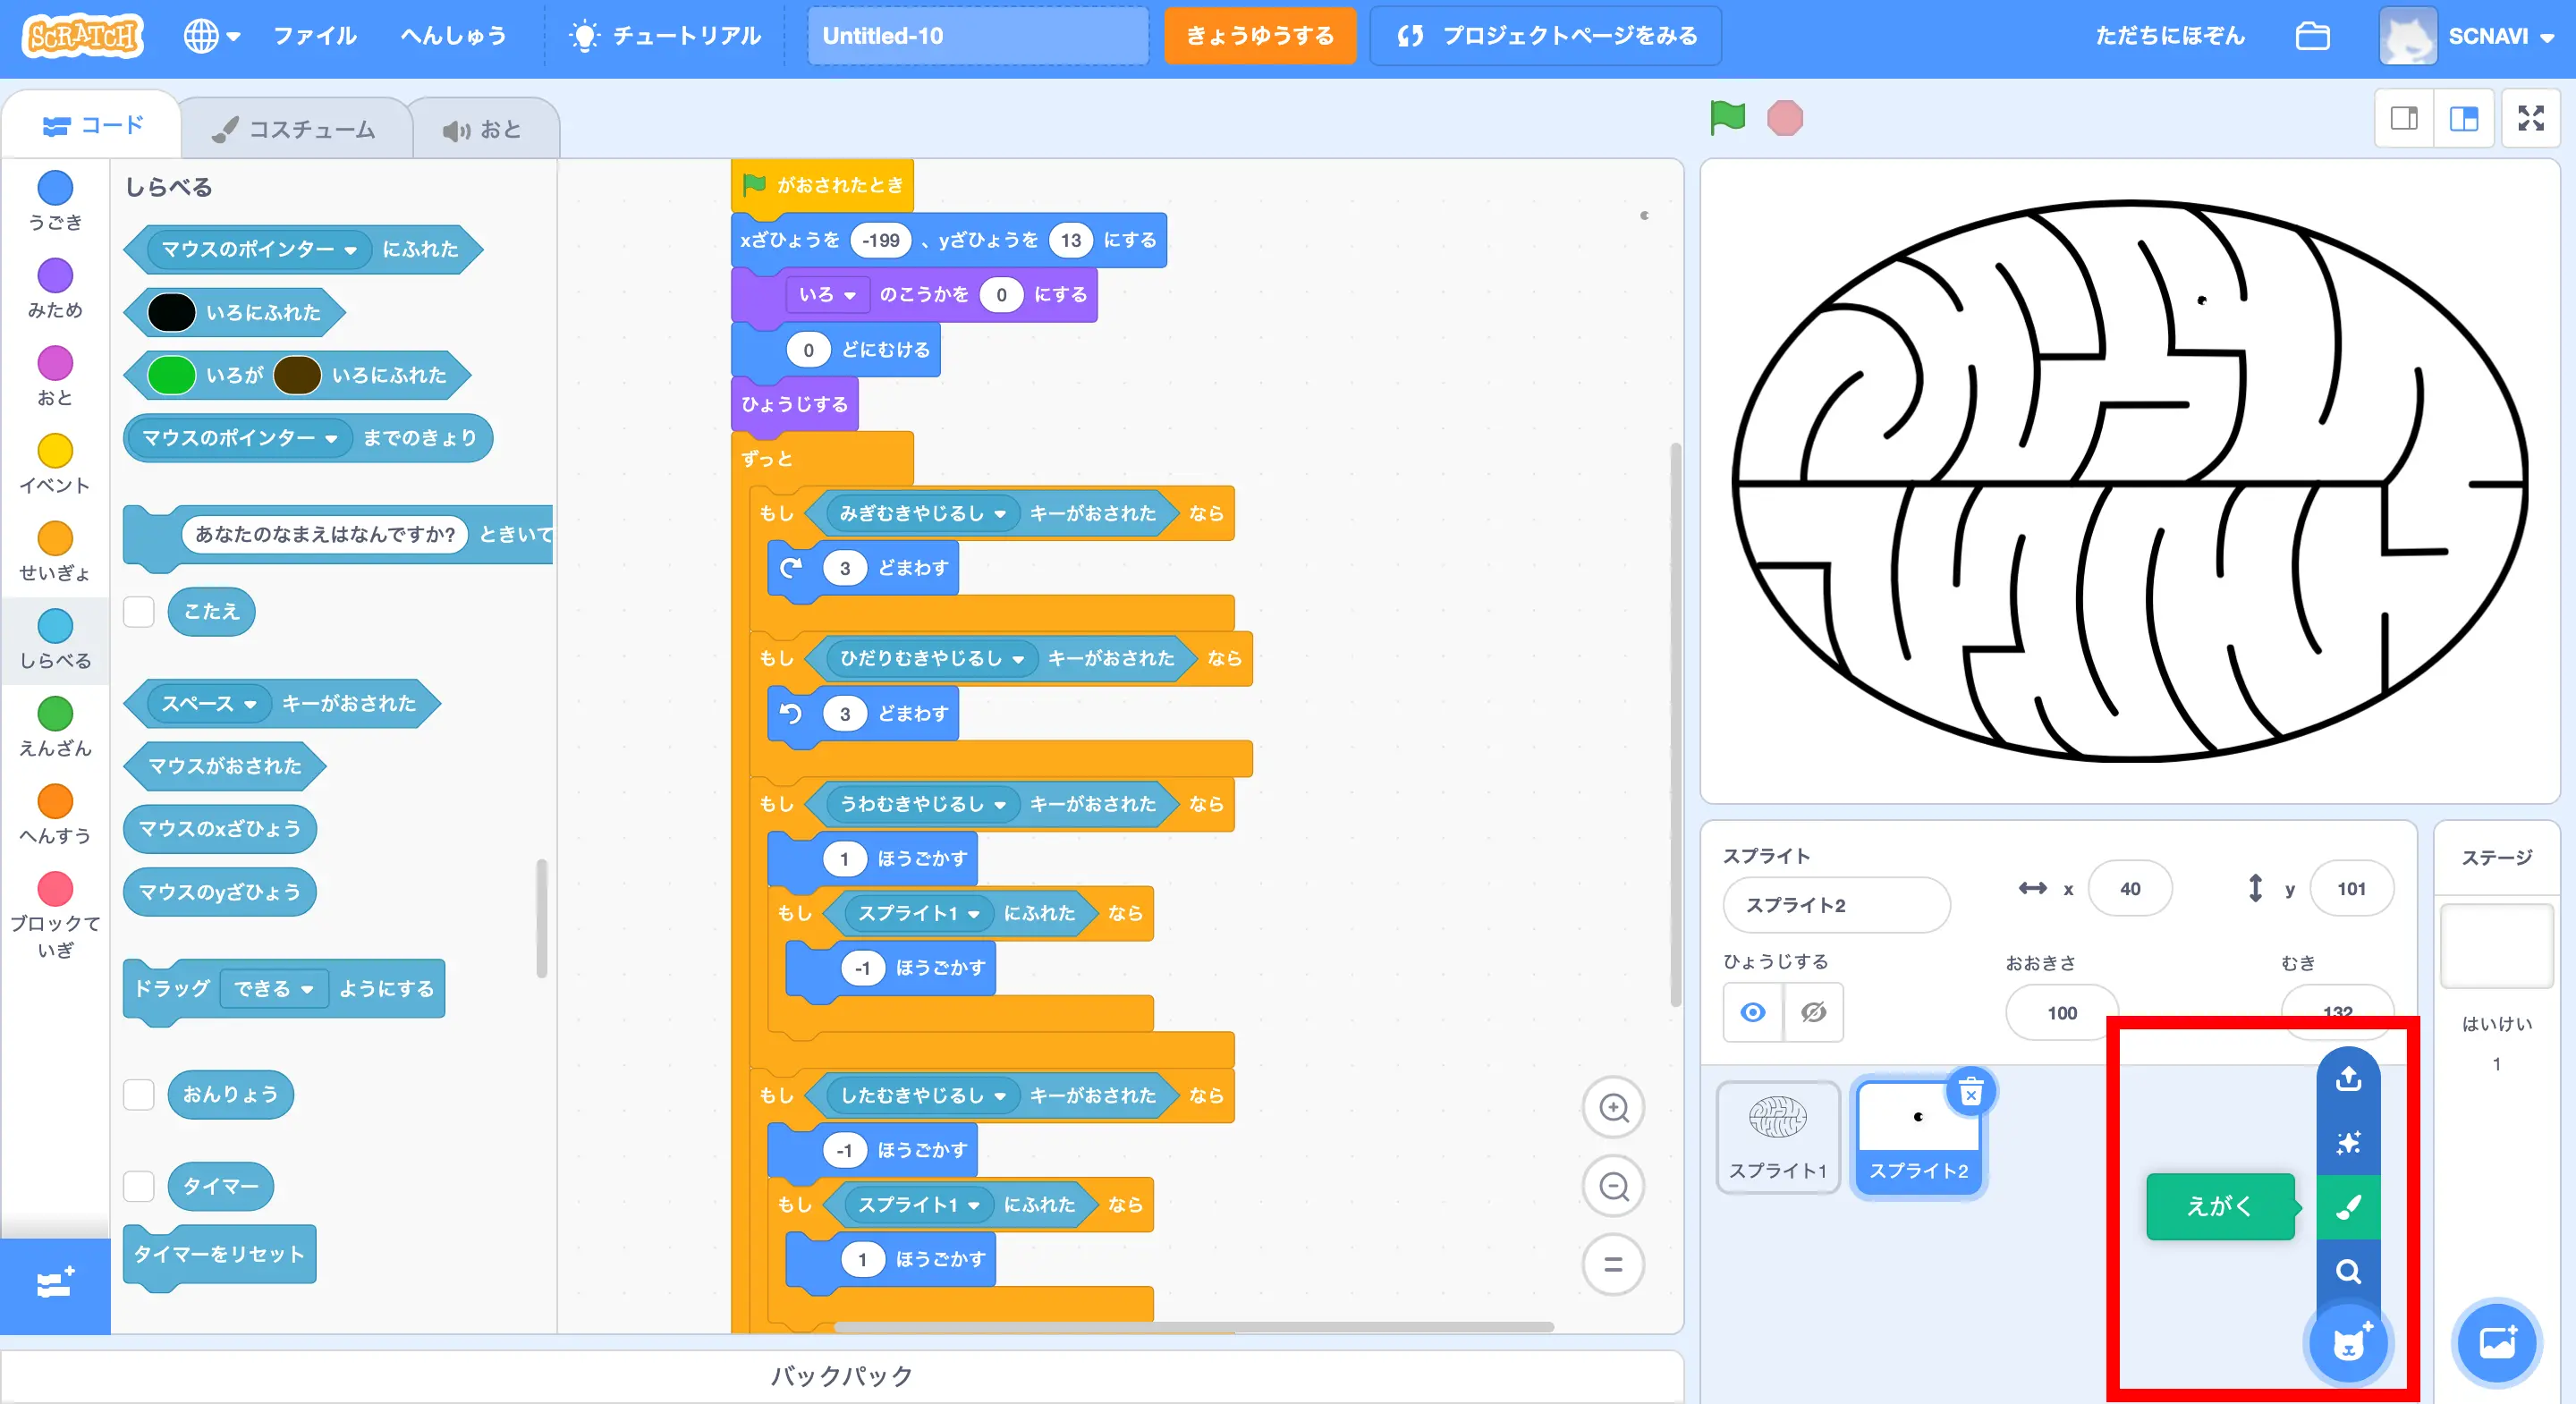 SCRATCH
ファイル
へんしゅう
チュートリアル
Untitled-10
きょうゆうする
プロジェクトページをみる
ただちにほぞん
SCNAVI
コード
コスチューム
おと
うごき
みため
おと
イベント
せいぎょ
しらべる
えんざん
へんすう
ブロックて
いぎ
しらべる
マウスのポインター にふれた
いろにふれた
いろが いろにふれた
マウスのポインター までのきょり
あなたのなまえはなんですか? ときいて
こたえ
スペース キーがおされた
マウスがおされた
マウスのxざひょう
マウスのyざひょう
ドラッグ できる ようにする
おんりょう
タイマー
タイマーをリセット
がおされたとき
xざひょうを -199 、yざひょうを 13 にする
いろ のこうかを 0 にする
0 どにむける
ひょうじする
ずっと
もし みぎむきやじるし キーがおされた なら
3 どまわす
もし ひだりむきやじるし キーがおされた なら
3 どまわす
もし うわむきやじるし キーがおされた なら
1 ほうごかす
もし スプライト1 にふれた なら
-1 ほうごかす
もし したむきやじるし キーがおされた なら
-1 ほうごかす
もし スプライト1 にふれた なら
1 ほうごかす
バックパック
スプライト
スプライト2
x 40
y 101
ひょうじする
おおきさ
100
むき
132
スプライト1
スプライト2
えがく
ステージ
はいけい
1